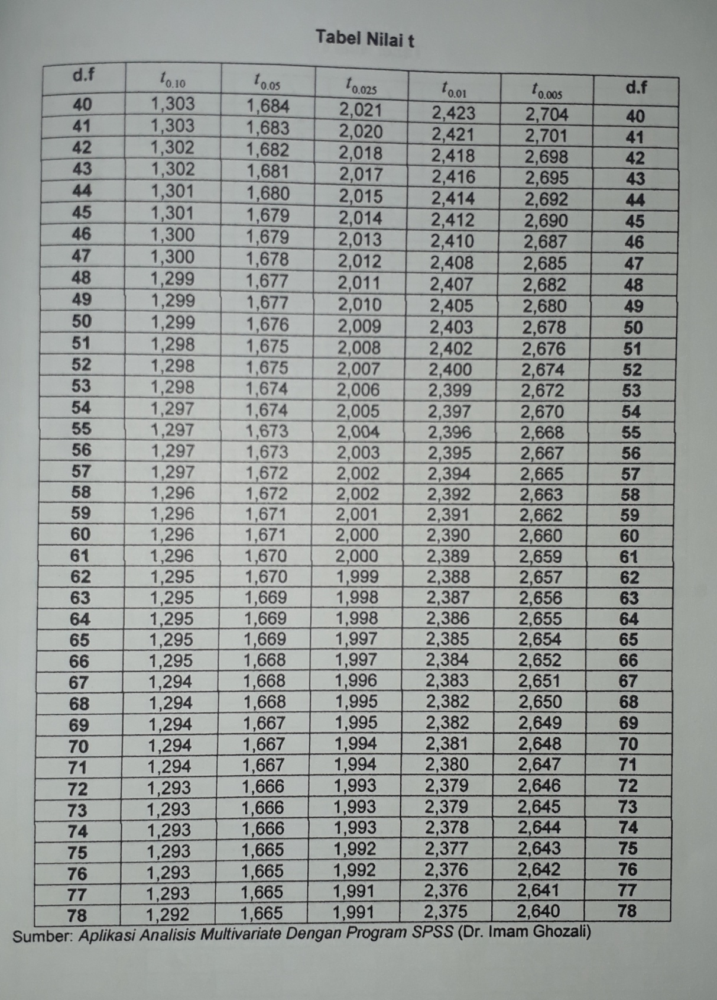 Tabel Nilai t
d.f t0.10 t0.05 t0.025 t0.01 t0.005 d.f
40 1,303 1,684 2,021 2,423 2,704 40
41 1,303 1,683 2,020 2,421 2,701 41
42 1,302 1,682 2,018 2,418 2,698 42
43 1,302 1,681 2,017 2,416 2,695 43
44 1,301 1,680 2,015 2,414 2,692 44
45 1,301 1,679 2,014 2,412 2,690 45
46 1,300 1,679 2,013 2,410 2,687 46
47 1,300 1,678 2,012 2,408 2,685 47
48 1,299 1,677 2,011 2,407 2,682 48
49 1,299 1,677 2,010 2,405 2,680 49
50 1,299 1,676 2,009 2,403 2,678 50
51 1,298 1,675 2,008 2,402 2,676 51
52 1,298 1,675 2,007 2,400 2,674 52
53 1,298 1,674 2,006 2,399 2,672 53
54 1,297 1,674 2,005 2,397 2,670 54
55 1,297 1,673 2,004 2,396 2,668 55
56 1,297 1,673 2,003 2,395 2,667 56
57 1,297 1,672 2,002 2,394 2,665 57
58 1,296 1,672 2,002 2,392 2,663 58
59 1,296 1,671 2,001 2,391 2,662 59
60 1,296 1,671 2,000 2,390 2,660 60
61 1,296 1,670 2,000 2,389 2,659 61
62 1,295 1,670 1,999 2,388 2,657 62
63 1,295 1,669 1,998 2,387 2,656 63
64 1,295 1,669 1,998 2,386 2,655 64
65 1,295 1,669 1,997 2,385 2,654 65
66 1,295 1,668 1,997 2,384 2,652 66
67 1,294 1,668 1,996 2,383 2,651 67
68 1,294 1,668 1,995 2,382 2,650 68
69 1,294 1,667 1,995 2,382 2,649 69
70 1,294 1,667 1,994 2,381 2,648 70
71 1,294 1,667 1,994 2,380 2,647 71
72 1,293 1,666 1,993 2,379 2,646 72
73 1,293 1,666 1,993 2,379 2,645 73
74 1,293 1,666 1,993 2,378 2,644 74
75 1,293 1,665 1,992 2,377 2,643 75
76 1,293 1,665 1,992 2,376 2,642 76
77 1,293 1,665 1,991 2,376 2,641 77
78 1,292 1,665 1,991 2,375 2,640 78
Sumber: Aplikasi Analisis Multivariate Dengan Program SPSS (Dr. Imam Ghozali)